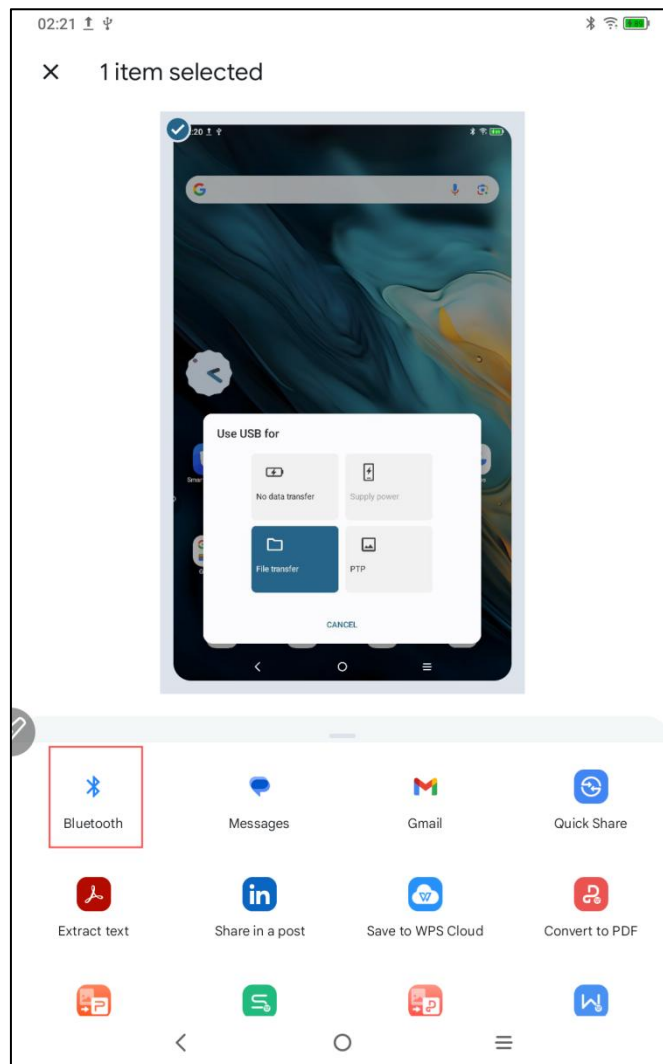 02:21
1 item selected
:20
Use USB for
No data transfer
Supply power
File transfer
PTP
CANCEL
Bluetooth
Messages
Gmail
Quick Share
Extract text
Share in a post
Save to WPS Cloud
Convert to PDF